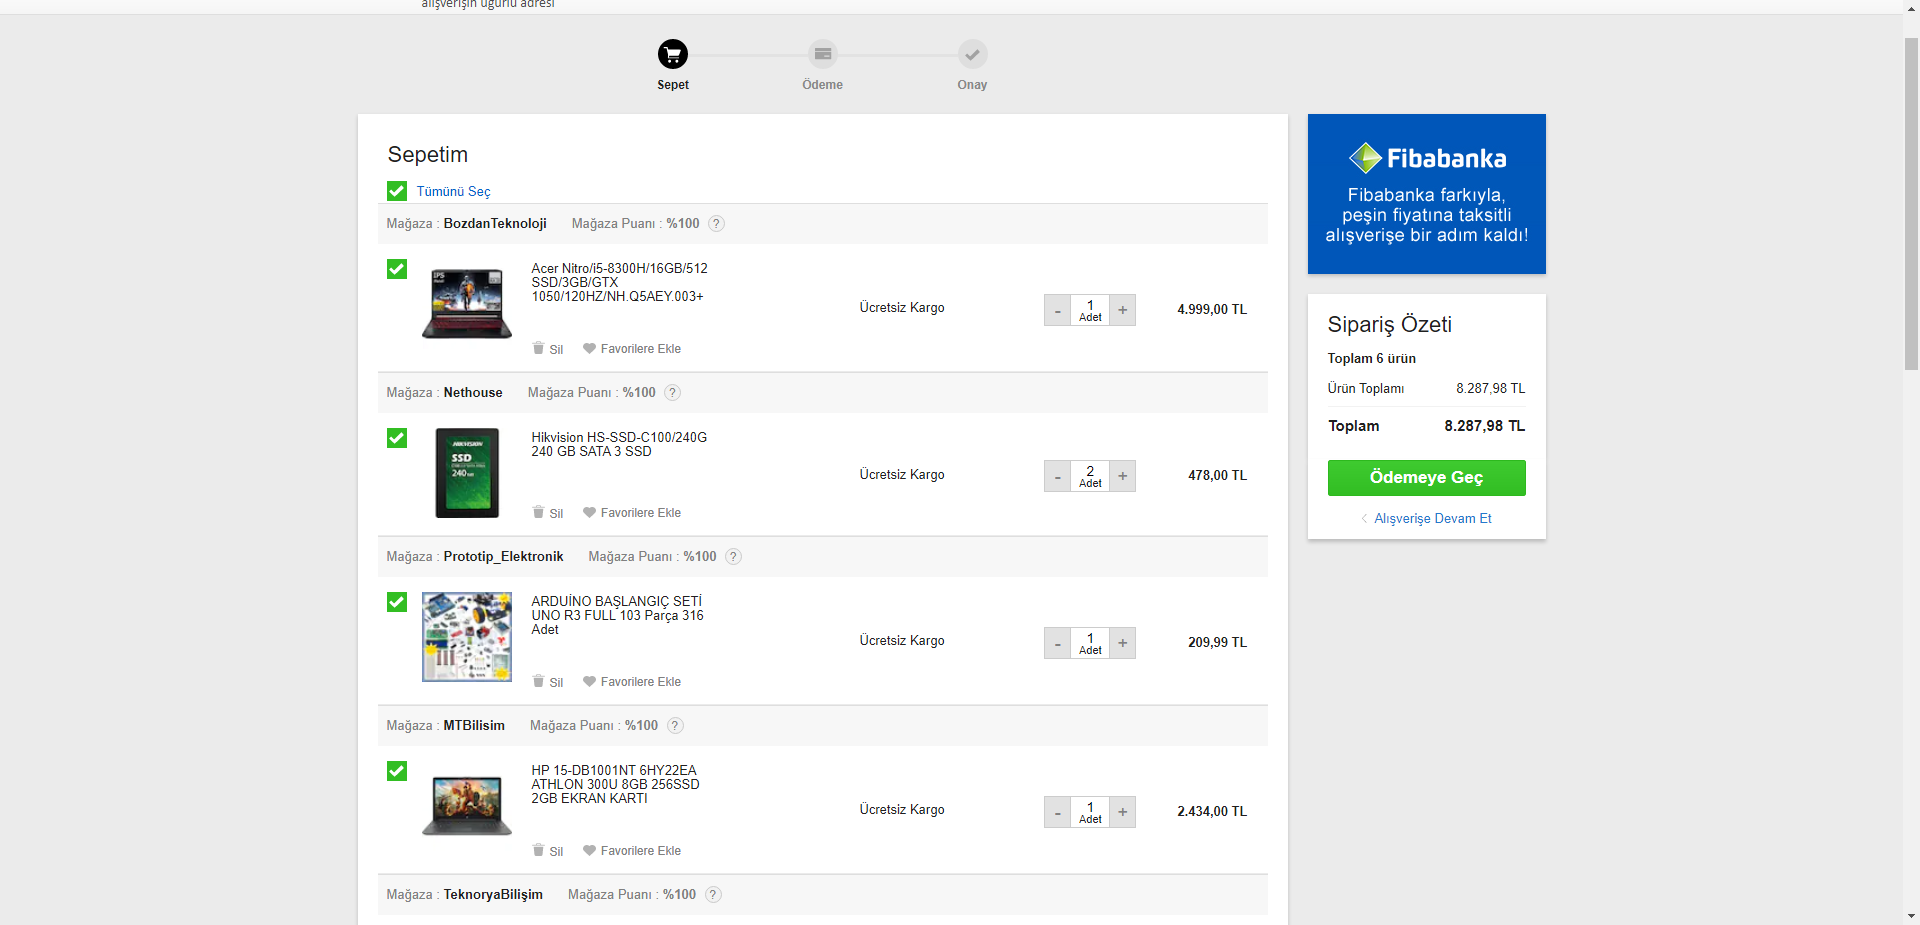 alışverişin uğurlu adresi
Sepet
Ödeme
Onay
Sepetim
Tümünü Seç
Mağaza : BozdanTeknoloji Mağaza Puanı : %100 ?
Acer Nitro/i5-8300H/16GB/512
SSD/3GB/GTX
1050/120HZ/NH.Q5AEY.003+
Ücretsiz Kargo
- 1 Adet +
4.999,00 TL
Sil Favorilere Ekle
Mağaza : Nethouse Mağaza Puanı : %100 ?
HIKVISION
SSD
240
Hikvision HS-SSD-C100/240G
240 GB SATA 3 SSD
Ücretsiz Kargo
- 2 Adet +
478,00 TL
Sil Favorilere Ekle
Mağaza : Prototip_Elektronik Mağaza Puanı : %100 ?
ARDUİNO BAŞLANGIÇ SETİ
UNO R3 FULL 103 Parça 316
Adet
Ücretsiz Kargo
- 1 Adet +
209,99 TL
Sil Favorilere Ekle
Mağaza : MTBilisim Mağaza Puanı : %100 ?
HP 15-DB1001NT 6HY22EA
ATHLON 300U 8GB 256SSD
2GB EKRAN KARTI
Ücretsiz Kargo
- 1 Adet +
2.434,00 TL
Sil Favorilere Ekle
Mağaza : TeknoryaBilişim Mağaza Puanı : %100 ?
Fibabanka
Fibabanka farkıyla,
peşin fiyatına taksitli
alışverişe bir adım kaldı!
Sipariş Özeti
Toplam 6 ürün
Ürün Toplamı 8.287,98 TL
Toplam 8.287,98 TL
Ödemeye Geç
Alışverişe Devam Et